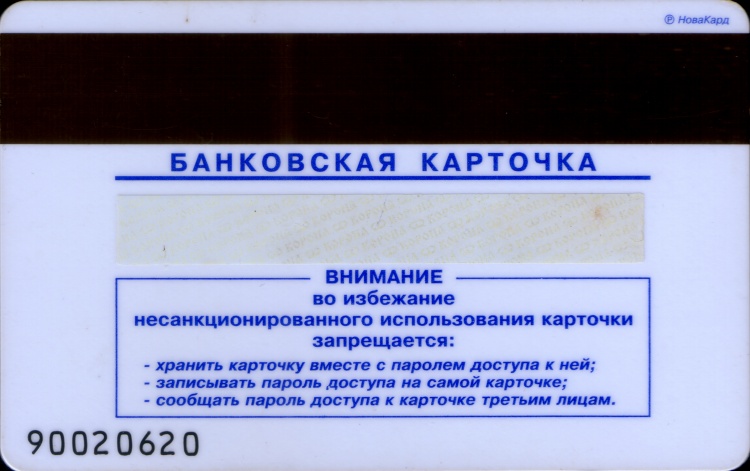 ℗ НоваКард
БАНКОВСКАЯ КАРТОЧКА
ВНИМАНИЕ
во избежание
несанкционированного использования карточки
запрещается:
- хранить карточку вместе с паролем доступа к ней;
- записывать пароль доступа на самой карточке;
- сообщать пароль доступа к карточке третьим лицам.
90020620